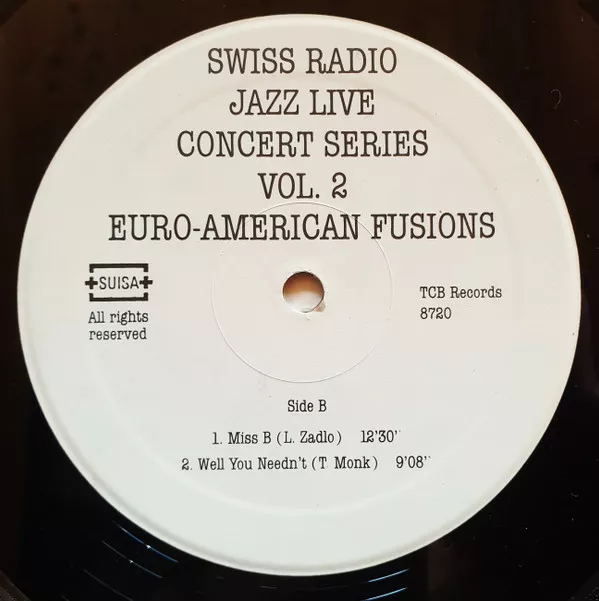 SWISS RADIO
JAZZ LIVE
CONCERT SERIES
VOL. 2
EURO-AMERICAN FUSIONS
+SUISA+
All rights
reserved
TCB Records
8720
Side B
1. Miss B (L. Zadlo) 12'30"
2. Well You Needn't (T. Monk) 9'08"